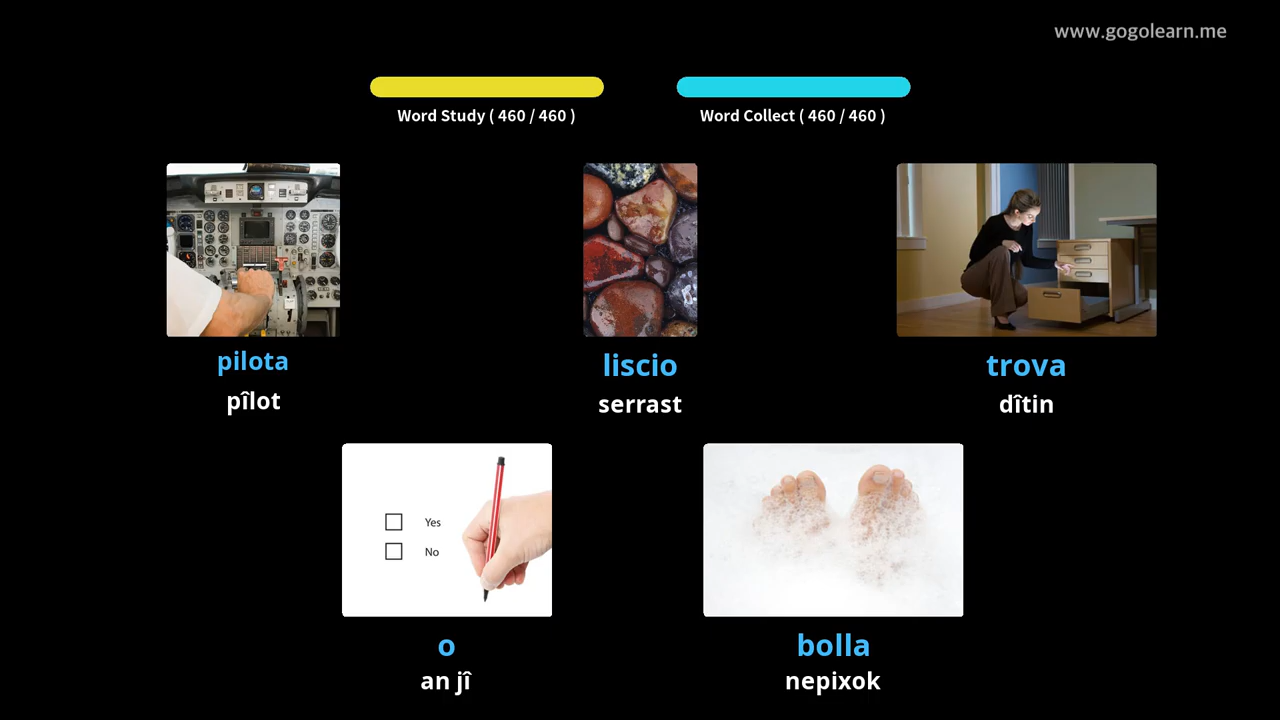 www.gogolearn.me
Word Study ( 460 / 460 )
Word Collect ( 460 / 460 )
pilota
pîlot
liscio
serrast
trova
dîtin
Yes
No
o
an jî
bolla
nepixok